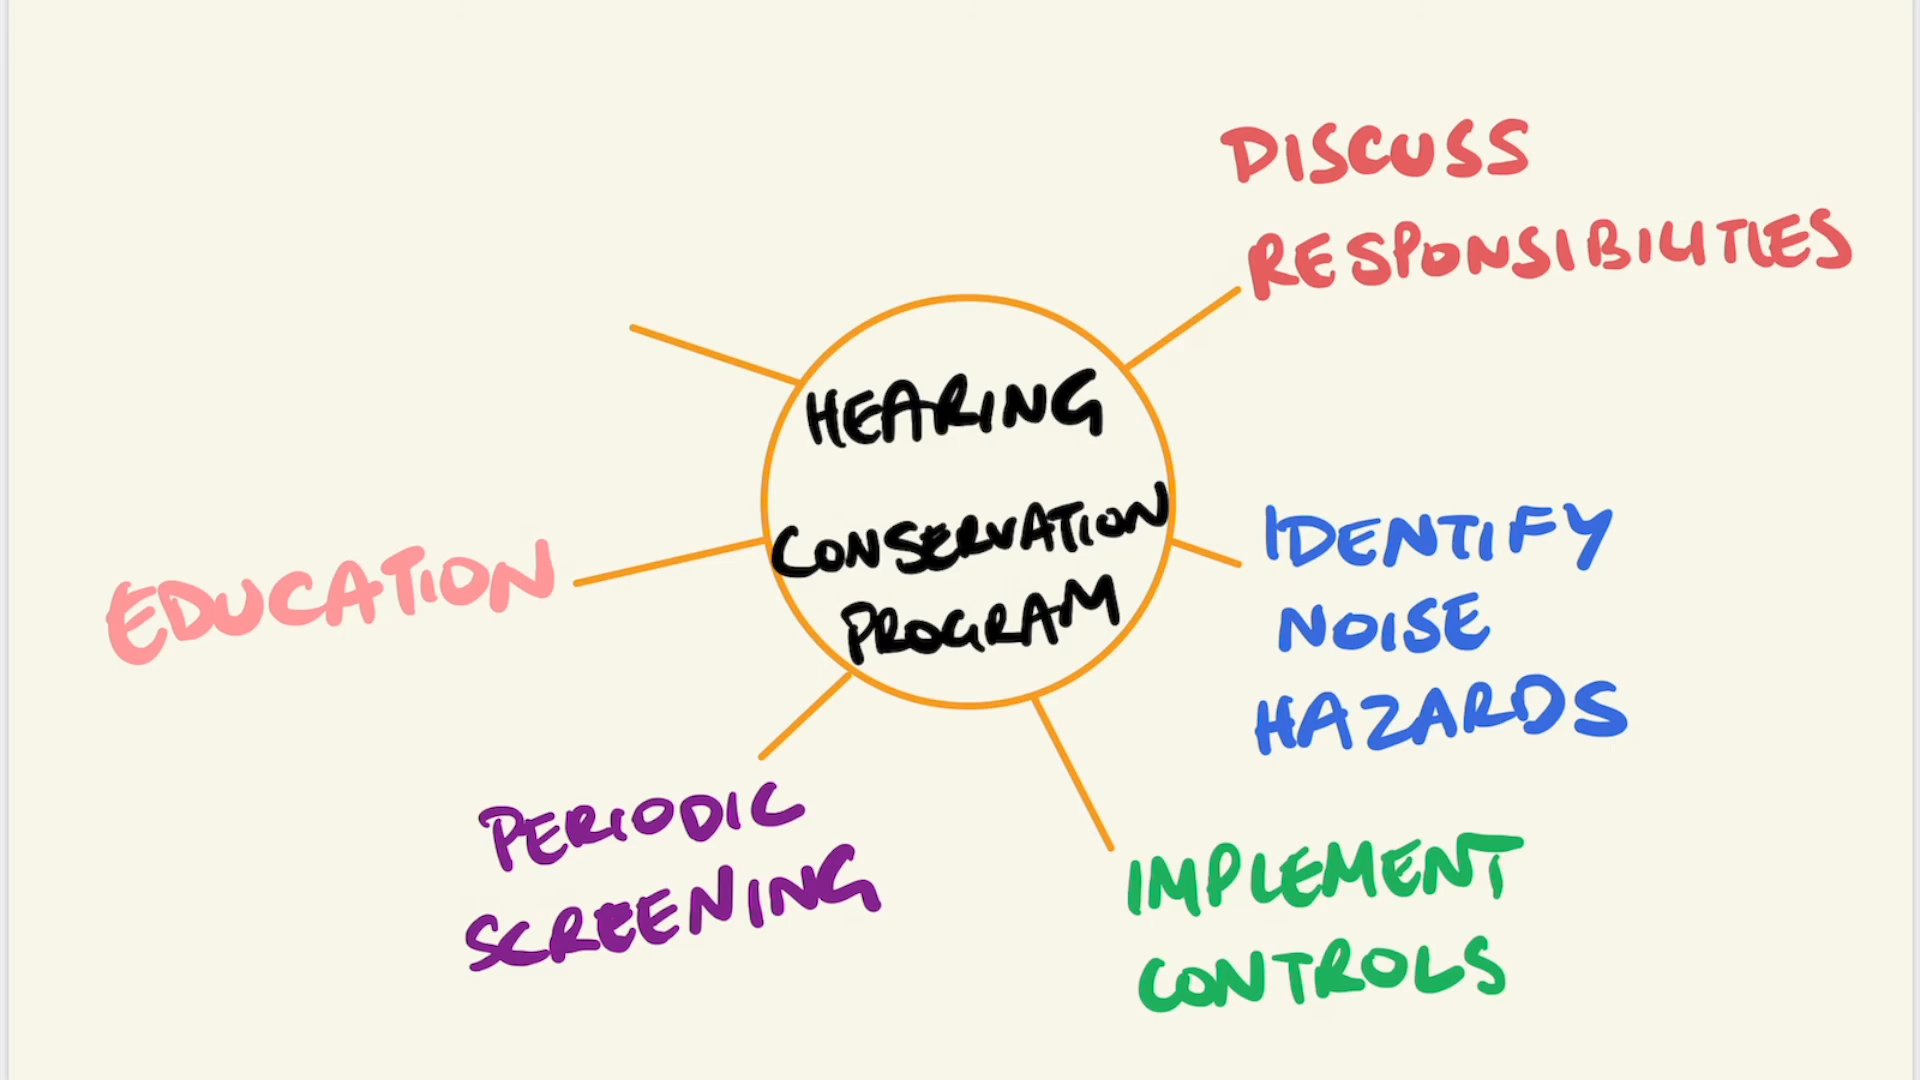 HEARING
CONSERVATION
PROGRAM
DISCUSS
RESPONSIBILITIES
IDENTIFY
NOISE
HAZARDS
IMPLEMENT
CONTROLS
PERIODIC
SCREENING
EDUCATION